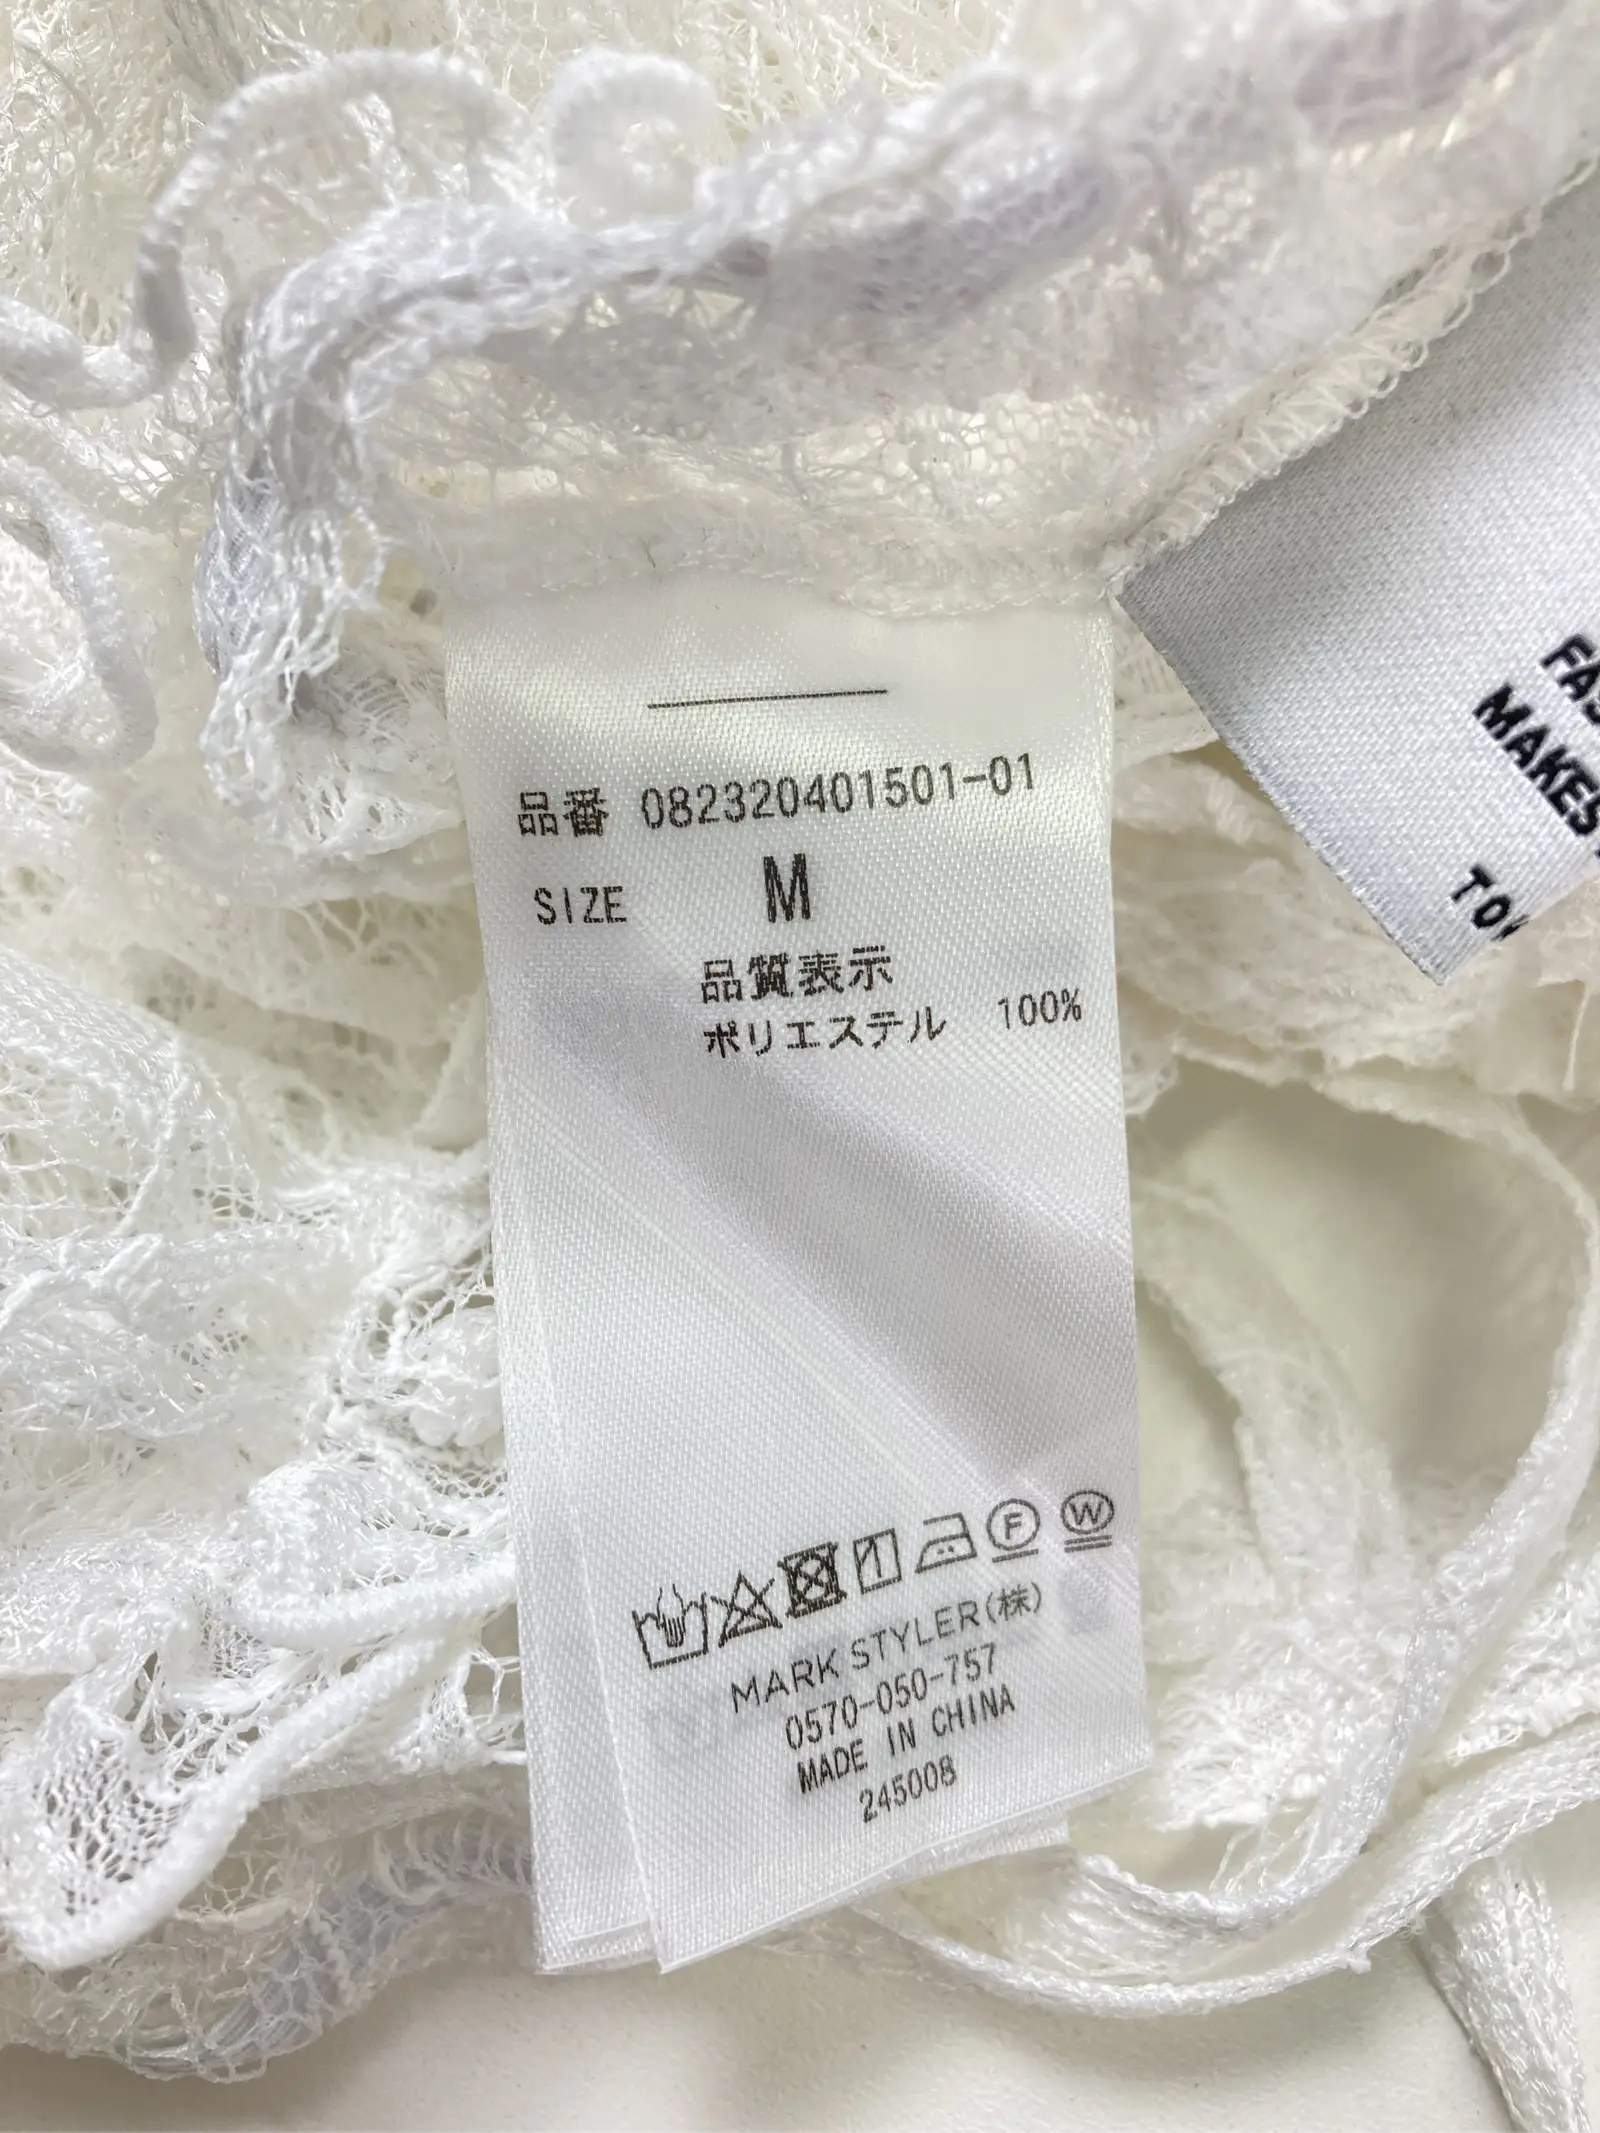 品番 082320401501-01
SIZE M
品質表示
ポリエステル 100%
F W
MARK STYLER(株)
0570-050-757
MADE IN CHINA
245008
MAKES